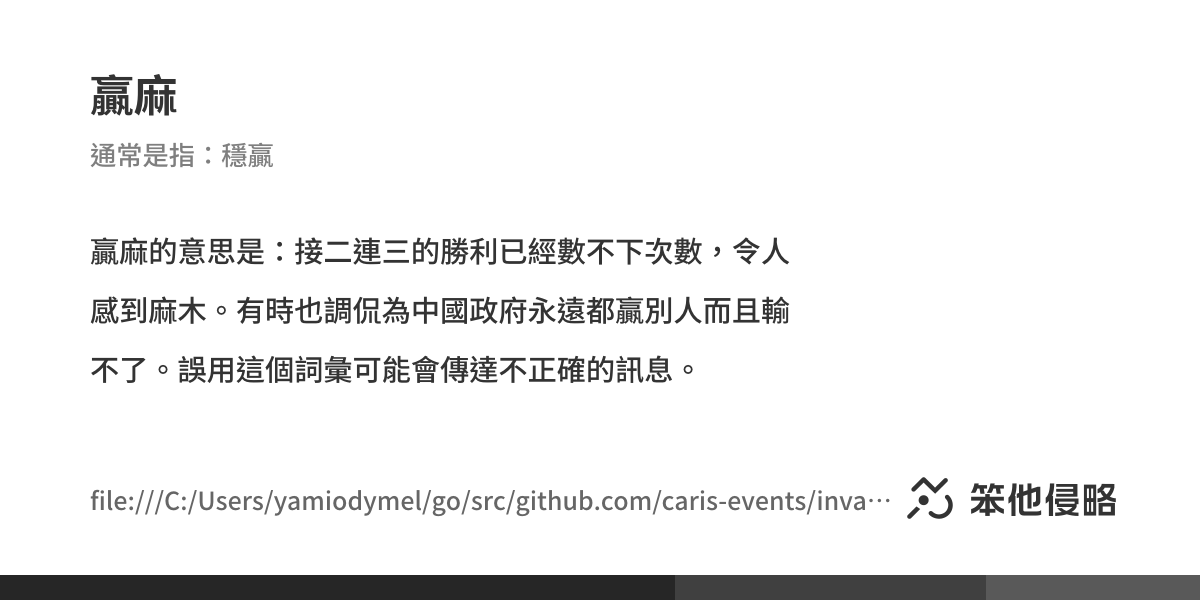 贏麻
通常是指：穩贏
贏麻的意思是：接二連三的勝利已經數不下次數，令人
感到麻木。有時也調侃為中國政府永遠都贏別人而且輸
不了。誤用這個詞彙可能會傳達不正確的訊息。
file:///C:/Users/yamiodymel/go/src/github.com/caris-events/inva…
笨他侵略